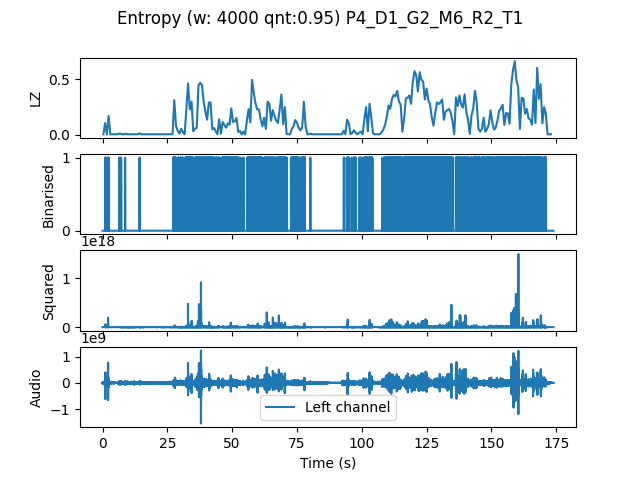 Entropy (w: 4000 qnt:0.95) P4_D1_G2_M6_R2_T1
0.5
0.0
LZ
1
0
Binarised
1e18
1
0
Squared
1e9
1
0
−1
Audio
Left channel
0 25 50 75 100 125 150 175
Time (s)